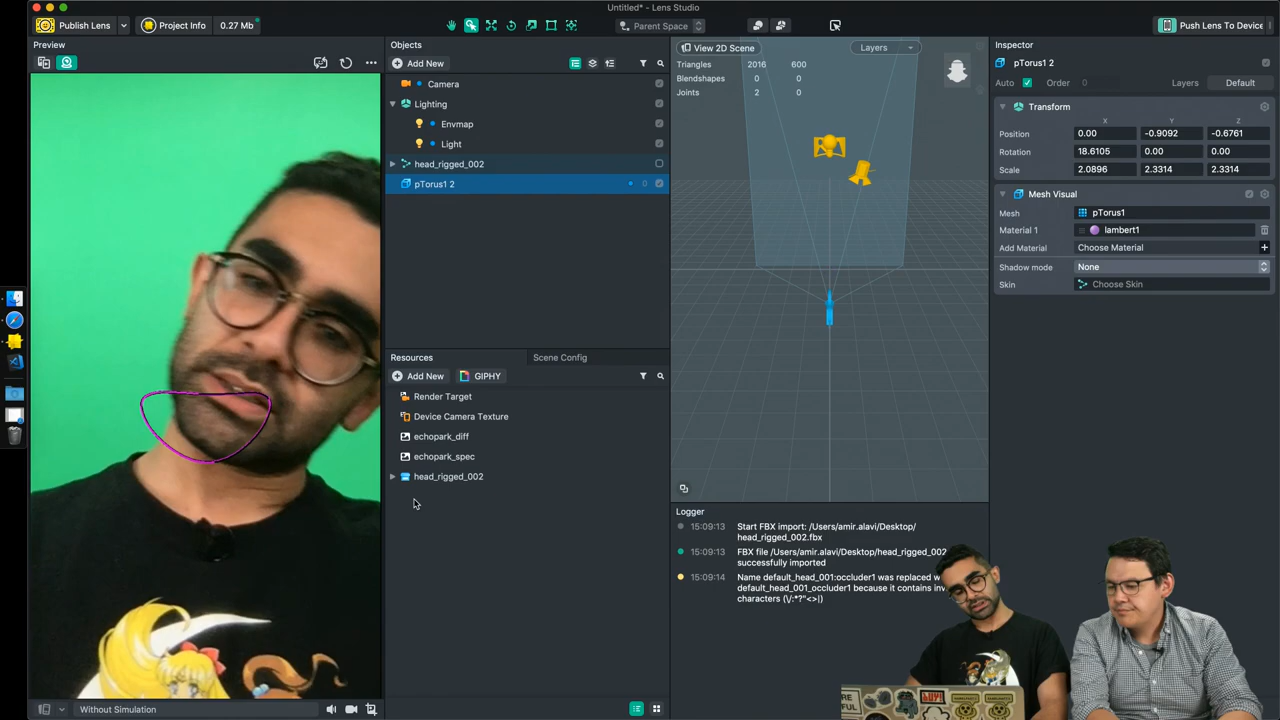 Untitled* - Lens Studio
Publish Lens
Project Info
0.27 Mb
Parent Space
Push Lens To Device
Preview
Without Simulation
Objects
Add New
Camera
Lighting
Envmap
Light
head_rigged_002
pTorus1 2
0
Resources
Scene Config
Add New
GIPHY
Render Target
Device Camera Texture
echopark_diff
echopark_spec
head_rigged_002
View 2D Scene
Layers
Triangles 2016 600
Blendshapes 0 0
Joints 2 0
Logger
15:09:13 Start FBX import: /Users/amir.alavi/Desktop/
head_rigged_002.fbx
15:09:13 FBX file /Users/amir.alavi/Desktop/head_rigged_002
successfully imported
15:09:14 Name default_head_001:occluder1 was replaced
default_head_001_occluder1 because it contains
characters (\/:*?"<>|)
Inspector
pTorus1 2
Auto Order 0 Layers Default
Transform
X Y Z
Position 0.00 -0.9092 -0.6761
Rotation 18.6105 0.00 0.00
Scale 2.0896 2.3314 2.3314
Mesh Visual
Mesh pTorus1
Material 1 lambert1
Add Material Choose Material
Shadow mode None
Skin Choose Skin